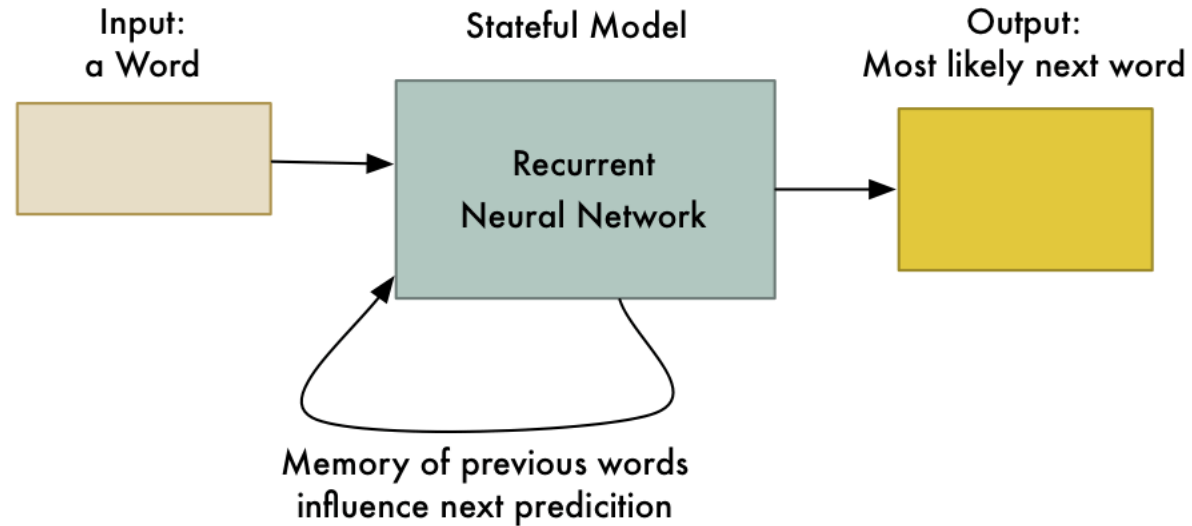 Input:
a Word
Stateful Model
Output:
Most likely next word
Recurrent
Neural Network
Memory of previous words
influence next predicition